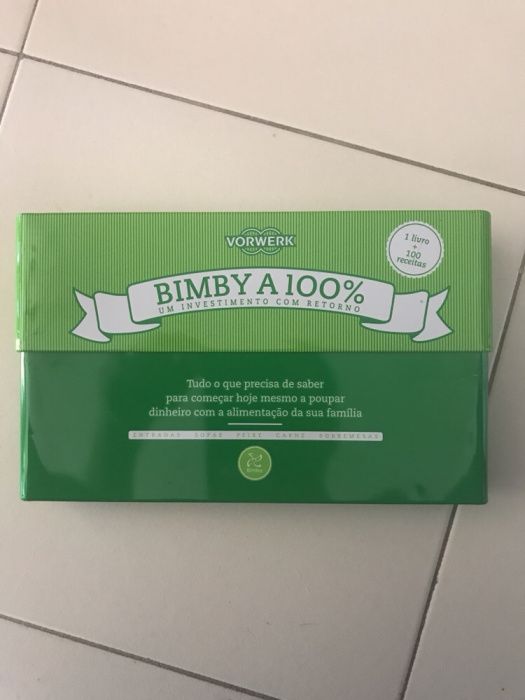 VORWERK
1 livro
+
100
receitas
BIMBY A 100%
UM INVESTIMENTO COM RETORNO
Tudo o que precisa de saber
para começar hoje mesmo a poupar
dinheiro com a alimentação da sua família
ENTRADAS SOPAS PEIXE CARNE SOBREMESAS
Bimby